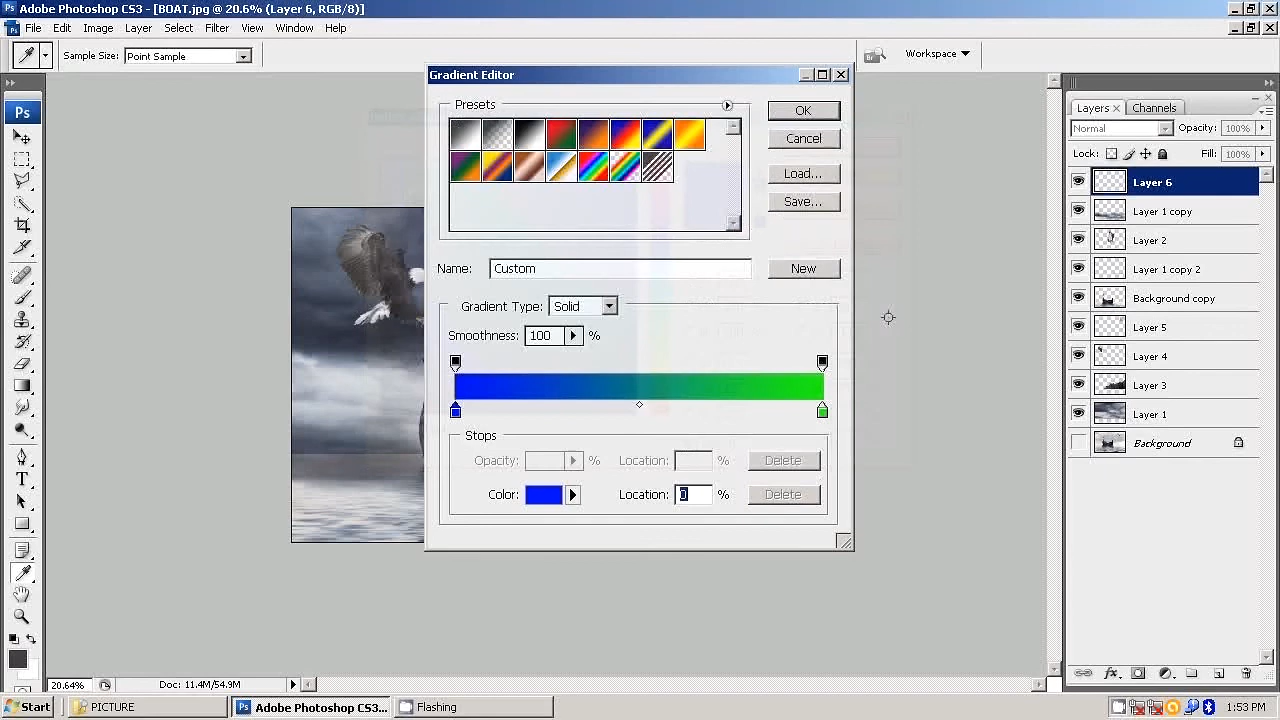 Adobe Photoshop CS3 - [BOAT.jpg @ 20.6% (Layer 6, RGB/8)]
File Edit Image Layer Select Filter View Window Help
Sample Size: Point Sample Workspace
Gradient Editor
Ps
Presets
OK
Cancel
Load...
Save...
Name: Custom New
Gradient Type: Solid
Smoothness: 100 %
Stops
Opacity: % Location: % Delete
Color: Location: 0 % Delete
Layers × Channels
Normal Opacity: 100%
Lock: Fill: 100%
Layer 6
Layer 1 copy
Layer 2
Layer 1 copy 2
Background copy
Layer 5
Layer 4
Layer 3
Layer 1
Background
20.64% Doc: 11.4M/54.9M
Start PICTURE Adobe Photoshop CS3... Flashing 1:53 PM